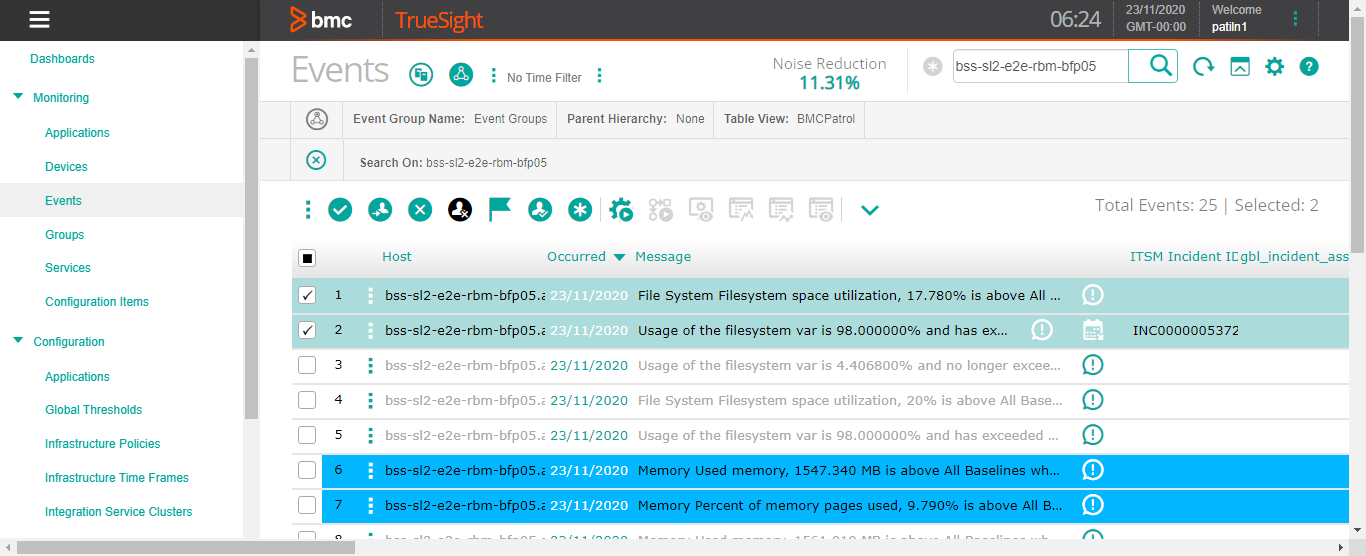 bmc TrueSight 06:24 23/11/2020 GMT-00:00 Welcome patiln1
Dashboards
Monitoring
Applications
Devices
Events
Groups
Services
Configuration Items
Configuration
Applications
Global Thresholds
Infrastructure Policies
Infrastructure Time Frames
Integration Service Clusters
Events No Time Filter Noise Reduction 11.31% bss-sl2-e2e-rbm-bfp05
Event Group Name: Event Groups Parent Hierarchy: None Table View: BMCPatrol
Search On: bss-sl2-e2e-rbm-bfp05
Total Events: 25 | Selected: 2
Host Occurred Message ITSM Incident ID gbl_incident_ass
1 bss-sl2-e2e-rbm-bfp05.a 23/11/2020 File System Filesystem space utilization, 17.780% is above All ...
2 bss-sl2-e2e-rbm-bfp05.a 23/11/2020 Usage of the filesystem var is 98.000000% and has ex... INC0000005372
3 bss-sl2-e2e-rbm-bfp05.a 23/11/2020 Usage of the filesystem var is 4.406800% and no longer excee...
4 bss-sl2-e2e-rbm-bfp05.a 23/11/2020 File System Filesystem space utilization, 20% is above All Base...
5 bss-sl2-e2e-rbm-bfp05.a 23/11/2020 Usage of the filesystem var is 98.000000% and has exceeded ...
6 bss-sl2-e2e-rbm-bfp05.a 23/11/2020 Memory Used memory, 1547.340 MB is above All Baselines wh...
7 bss-sl2-e2e-rbm-bfp05.a 23/11/2020 Memory Percent of memory pages used, 9.790% is above All B...